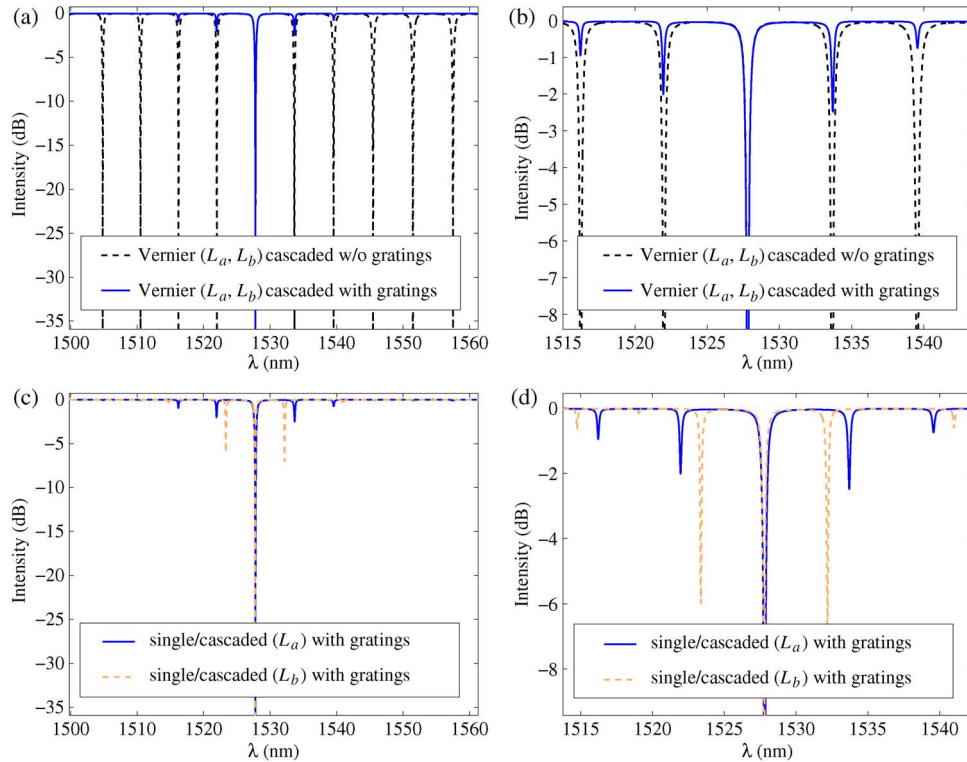 (a)
0
−5
−10
−15
−20
−25
−30
−35
Intensity (dB)
Vernier (La, Lb) cascaded w/o gratings
Vernier (La, Lb) cascaded with gratings
1500 1510 1520 1530 1540 1550 1560
λ (nm)
(b)
0
−1
−2
−3
−4
−5
−6
−7
−8
Intensity (dB)
Vernier (La, Lb) cascaded w/o gratings
Vernier (La, Lb) cascaded with gratings
1515 1520 1525 1530 1535 1540
λ (nm)
(c)
0
−5
−10
−15
−20
−25
−30
−35
Intensity (dB)
single/cascaded (La) with gratings
single/cascaded (Lb) with gratings
1500 1510 1520 1530 1540 1550 1560
λ (nm)
(d)
0
−2
−4
−6
−8
Intensity (dB)
single/cascaded (La) with gratings
single/cascaded (Lb) with gratings
1515 1520 1525 1530 1535 1540
λ (nm)